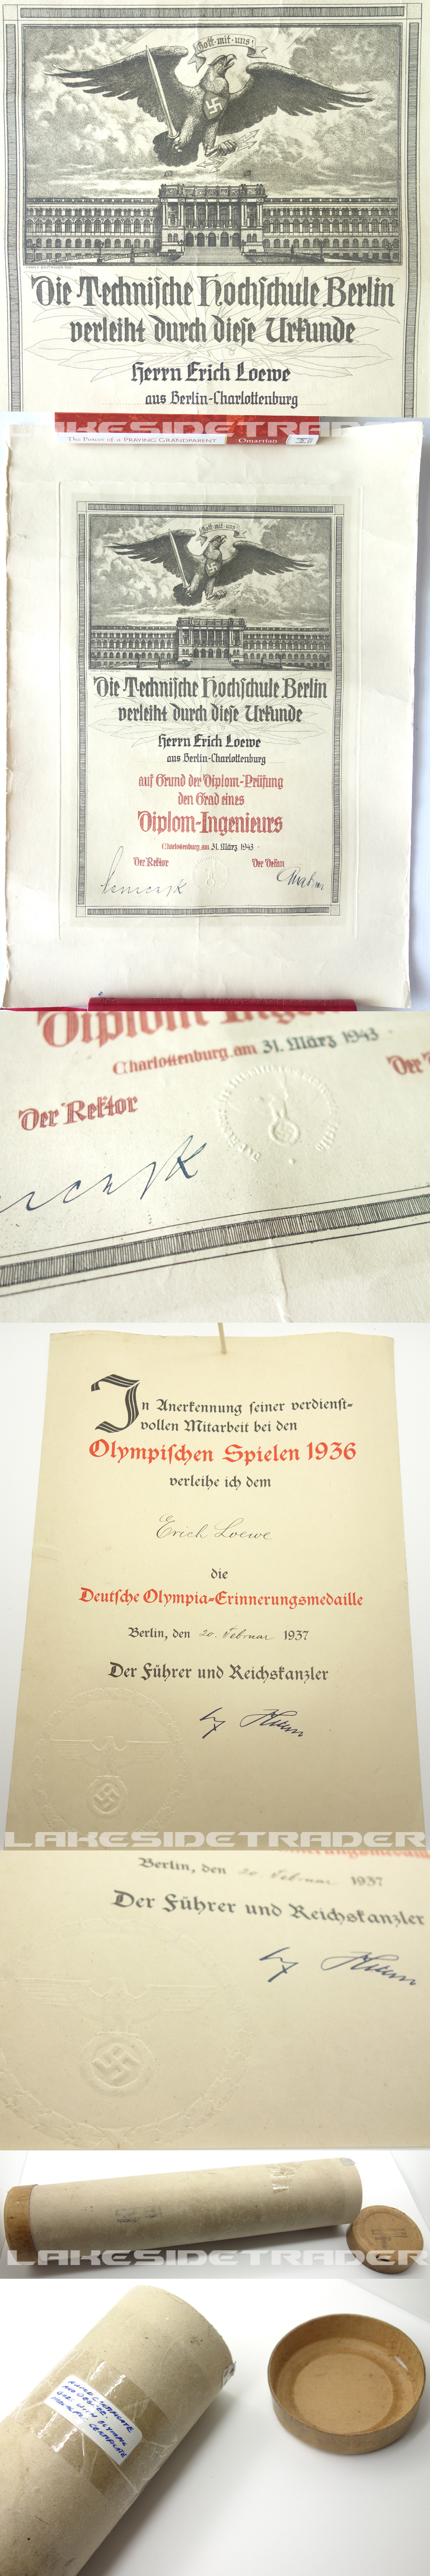 Gott·mit·uns!
Die Technische Hochschule Berlin
verleiht durch diese Urkunde
Herrn Erich Loewe
aus Berlin-Charlottenburg
LAKESIDETRADER
The Power of a PRAYING GRANDPARENT Omartian
Gott·mit·uns!
Die Technische Hochschule Berlin
verleiht durch diese Urkunde
Herrn Erich Loewe
aus Berlin-Charlottenburg
auf Grund der Diplom-Prüfung
den Grad eines
Diplom-Ingenieurs
Charlottenburg, am 31. März 1943
Der Rektor Der Dekan
Diplom-Ingen
Charlottenburg, am 31. März 1943
Der Rektor
In Anerkennung seiner verdienst-
vollen Mitarbeit bei den
Olympischen Spielen 1936
verleihe ich dem
Erich Loewe
die
Deutsche Olympia-Erinnerungsmedaille
Berlin, den 20. Februar 1937
Der Führer und Reichskanzler
LAKESIDETRADER
Berlin, den 20. Februar 1937
Der Führer und Reichskanzler
LAKESIDETRADER
CERTIFICATE
OLYMPIC
CERTIFICATE